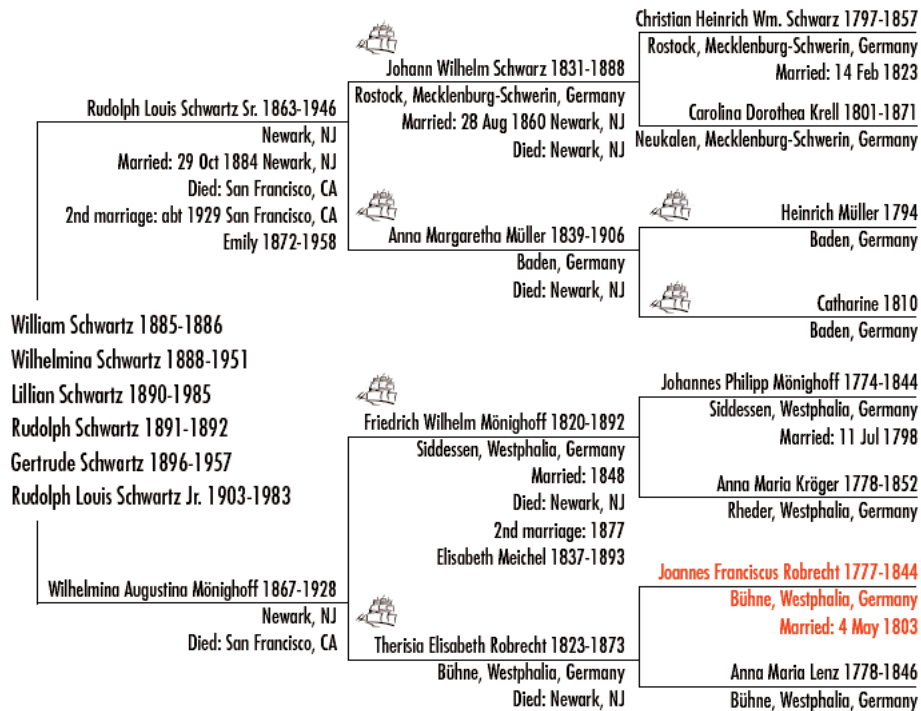 Christian Heinrich Wm. Schwarz 1797-1857
Rostock, Mecklenburg-Schwerin, Germany
Married: 14 Feb 1823
Johann Wilhelm Schwarz 1831-1888
Rostock, Mecklenburg-Schwerin, Germany
Married: 28 Aug 1860 Newark, NJ
Died: Newark, NJ
Carolina Dorothea Krell 1801-1871
Neukalen, Mecklenburg-Schwerin, Germany
Rudolph Louis Schwartz Sr. 1863-1946
Newark, NJ
Married: 29 Oct 1884 Newark, NJ
Died: San Francisco, CA
2nd marriage: abt 1929 San Francisco, CA
Emily 1872-1958
Heinrich Müller 1794
Baden, Germany
Anna Margaretha Müller 1839-1906
Baden, Germany
Died: Newark, NJ
Catharine 1810
Baden, Germany
William Schwartz 1885-1886
Wilhelmina Schwartz 1888-1951
Lillian Schwartz 1890-1985
Rudolph Schwartz 1891-1892
Gertrude Schwartz 1896-1957
Rudolph Louis Schwartz Jr. 1903-1983
Johannes Philipp Mönighoff 1774-1844
Siddessen, Westphalia, Germany
Married: 11 Jul 1798
Friedrich Wilhelm Mönighoff 1820-1892
Siddessen, Westphalia, Germany
Married: 1848
Died: Newark, NJ
2nd marriage: 1877
Elisabeth Meichel 1837-1893
Anna Maria Kröger 1778-1852
Rheder, Westphalia, Germany
Wilhelmina Augustina Mönighoff 1867-1928
Newark, NJ
Died: San Francisco, CA
Joannes Franciscus Robrecht 1777-1844
Bühne, Westphalia, Germany
Married: 4 May 1803
Therisia Elisabeth Robrecht 1823-1873
Bühne, Westphalia, Germany
Died: Newark, NJ
Anna Maria Lenz 1778-1846
Bühne, Westphalia, Germany